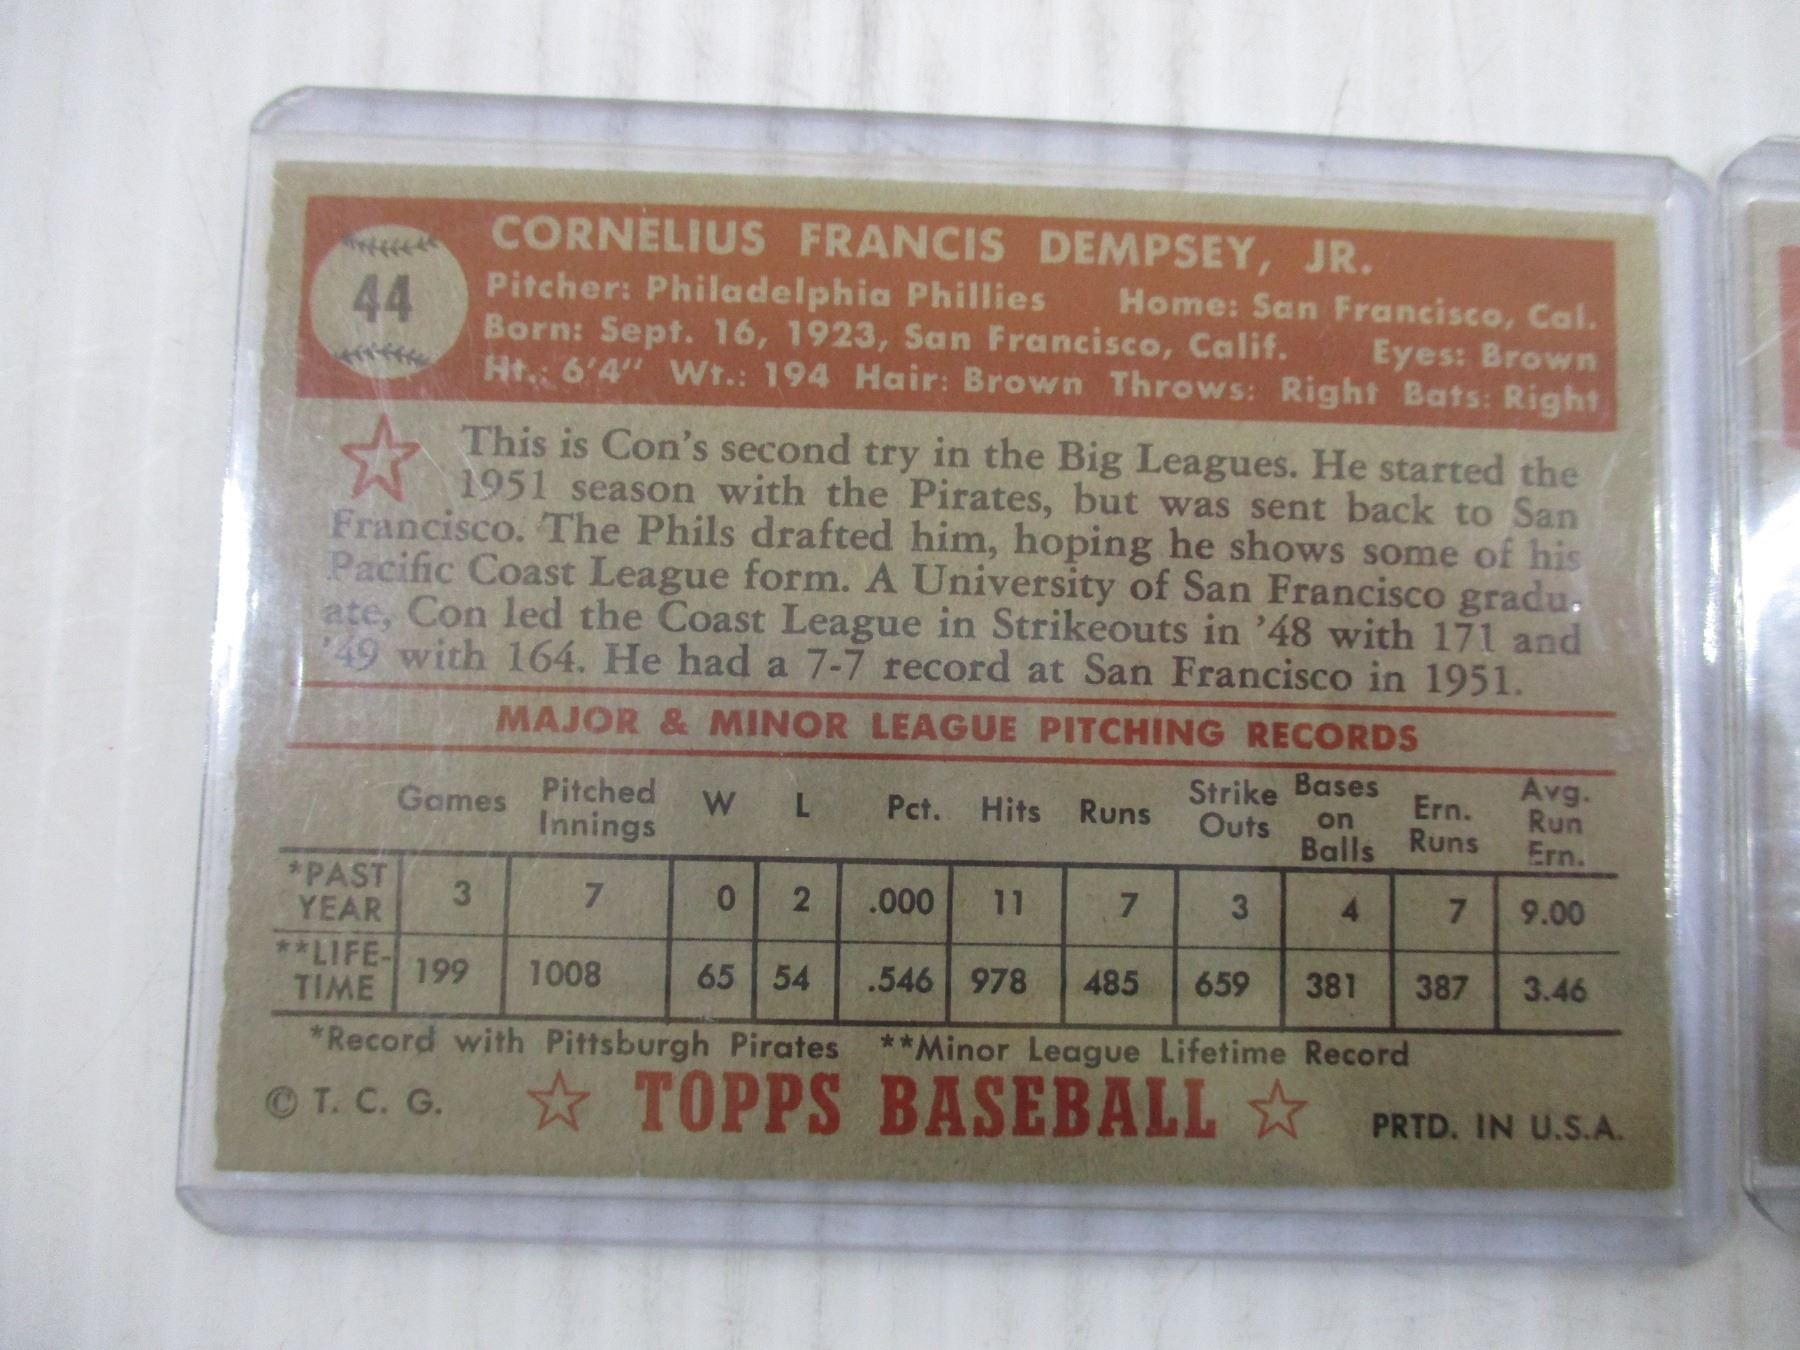 44
CORNELIUS FRANCIS DEMPSEY, JR.
Pitcher: Philadelphia Phillies Home: San Francisco, Cal.
Born: Sept. 16, 1923, San Francisco, Calif. Eyes: Brown
Ht.: 6'4" Wt.: 194 Hair: Brown Throws: Right Bats: Right
This is Con's second try in the Big Leagues. He started the
1951 season with the Pirates, but was sent back to San
Francisco. The Phils drafted him, hoping he shows some of his
Pacific Coast League form. A University of San Francisco gradu-
ate, Con led the Coast League in Strikeouts in '48 with 171 and
'49 with 164. He had a 7-7 record at San Francisco in 1951.
MAJOR & MINOR LEAGUE PITCHING RECORDS
Games Pitched Innings W L Pct. Hits Runs Strike Outs Bases on Balls Ern. Runs Avg. Run Ern.
*PAST YEAR 3 7 0 2 .000 11 7 3 4 7 9.00
**LIFE-TIME 199 1008 65 54 .546 978 485 659 381 387 3.46
*Record with Pittsburgh Pirates **Minor League Lifetime Record
© T. C. G. TOPPS BASEBALL PRTD. IN U.S.A.